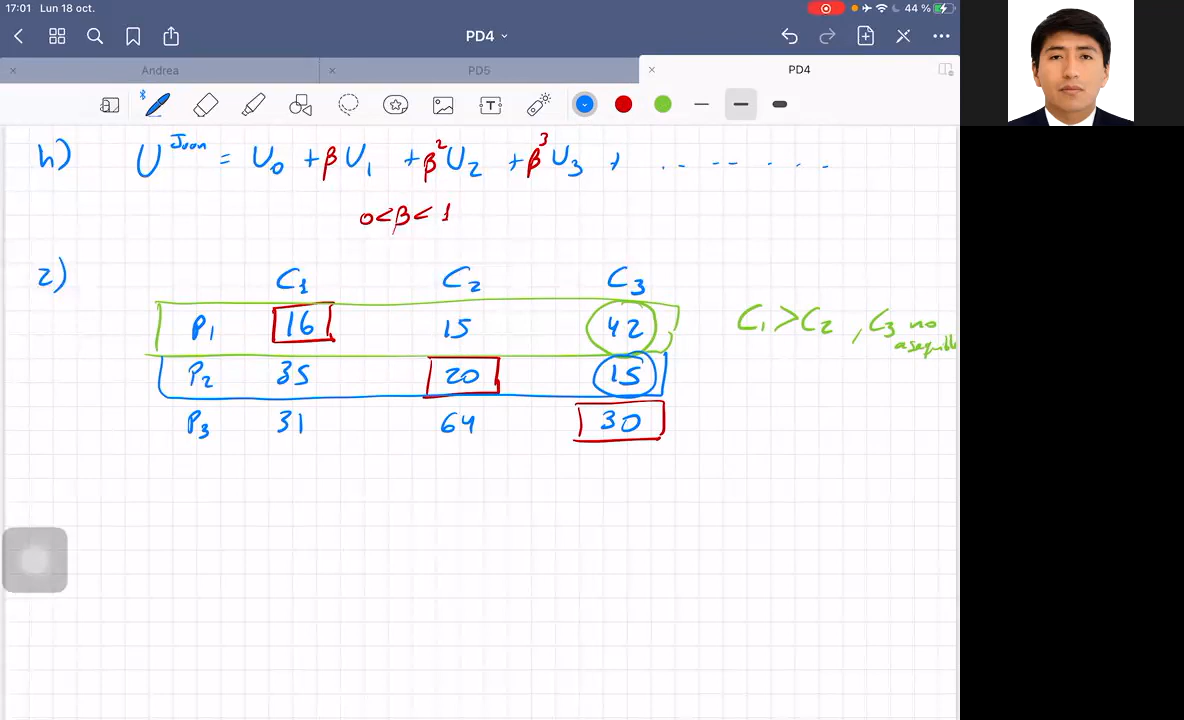 17:01 Lun 18 oct. 44 %
PD4
Andrea PD5 PD4
h) U^Juan = U₀ + βU₁ + β²U₂ + β³U₃ + . -- -- . . . .
0<β<1
2) C₁ C₂ C₃
P₁ 16 15 42 C₁ > C₂ , C₃ no
asequible
P₂ 35 20 15
P₃ 31 64 30